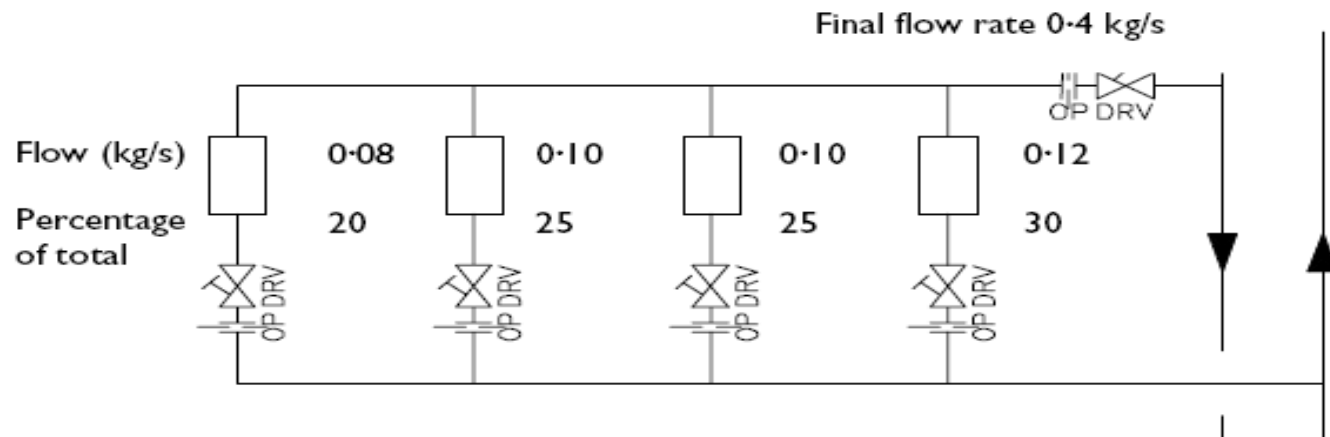 Final flow rate 0·4 kg/s
OP DRV
Flow (kg/s) 0·08 0·10 0·10 0·12
Percentage 20 25 25 30
of total
OP DRV OP DRV OP DRV OP DRV